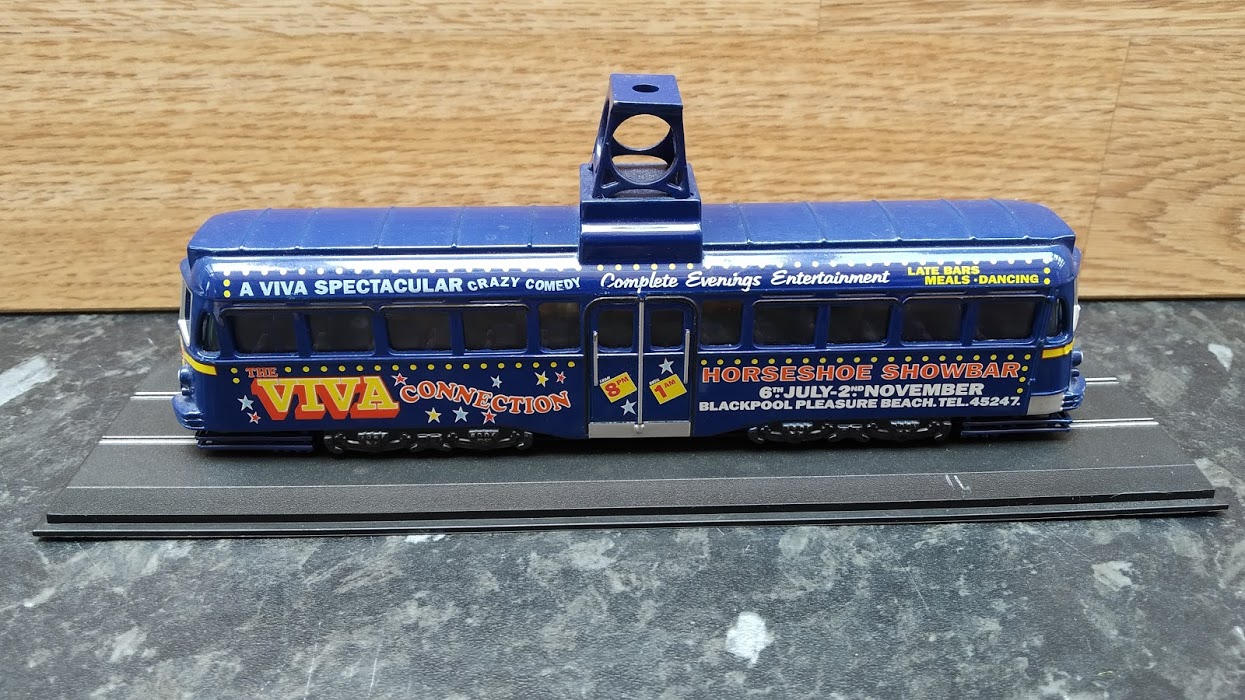 A VIVA SPECTACULAR CRAZY COMEDY
Complete Evenings Entertainment
LATE BARS
MEALS · DANCING
THE
VIVA
CONNECTION
8PM
1AM
HORSESHOE SHOWBAR
6TH JULY-2ND NOVEMBER
BLACKPOOL PLEASURE BEACH. TEL. 45247.